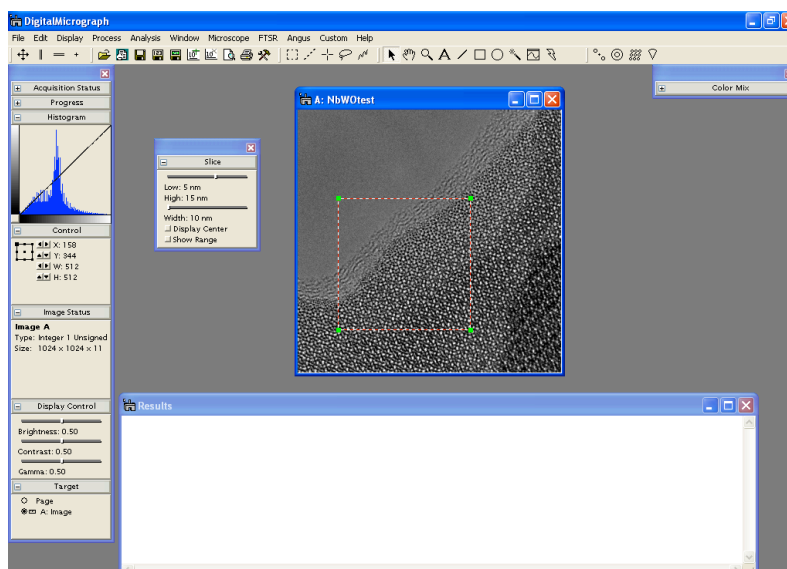 DigitalMicrograph
File Edit Display Process Analysis Window Microscope FTSR Angus Custom Help
Acquisition Status
Progress
Histogram
Control
X: 158
Y: 344
W: 512
H: 512
Image Status
Image A
Type: Integer 1 Unsigned
Size: 1024 x 1024 x 11
Display Control
Brightness: 0.50
Contrast: 0.50
Gamma: 0.50
Target
Page
A: Image
Slice
Low: 5 nm
High: 15 nm
Width: 10 nm
Display Center
Show Range
A: NbWOtest
Color Mix
Results